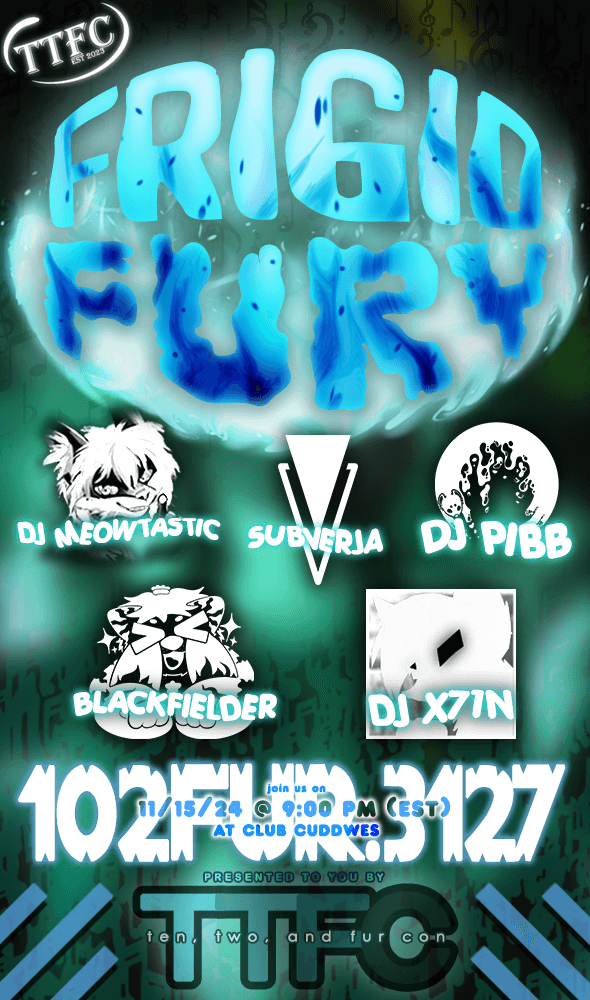 TTFC
EST 2023
FRIGID
FURY
DJ MEOWTASTIC
SUBVERJA
DJ PIBB
BLACKFIELDER
DJ X71N
102FUR.3127
join us on
11/15/24 @ 9:00 PM (EST)
AT CLUB CUDDWES
PRESENTED TO YOU BY
TTFC
ten, two, and fur con